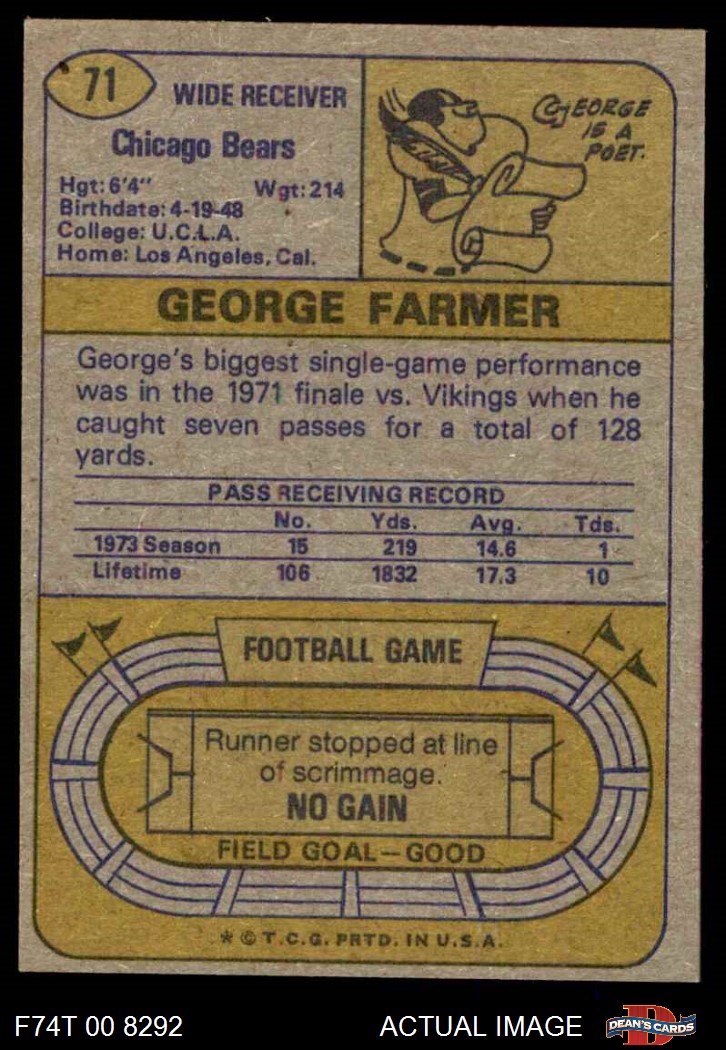 71
WIDE RECEIVER
Chicago Bears
Hgt: 6'4" Wgt: 214
Birthdate: 4-19-48
College: U.C.L.A.
Home: Los Angeles, Cal.
GEORGE
IS A
POET.
GEORGE FARMER
George's biggest single-game performance
was in the 1971 finale vs. Vikings when he
caught seven passes for a total of 128
yards.
PASS RECEIVING RECORD
No. Yds. Avg. Tds.
1973 Season 15 219 14.6 1
Lifetime 106 1832 17.3 10
FOOTBALL GAME
Runner stopped at line
of scrimmage.
NO GAIN
FIELD GOAL—GOOD
* © T.C.G. PRTD. IN U.S.A.
F74T 00 8292 ACTUAL IMAGE DEAN'S CARDS